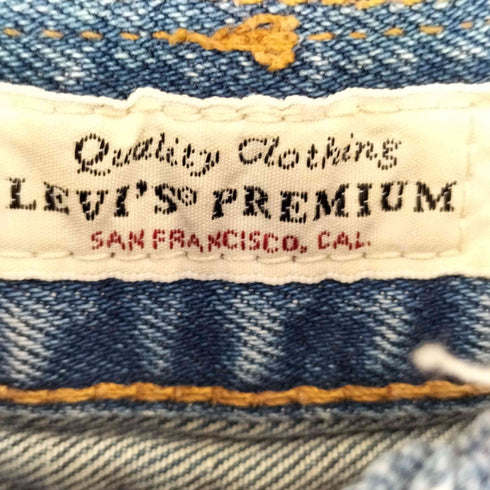 Quality Clothing
LEVI'S® PREMIUM
SAN FRANCISCO, CAL.